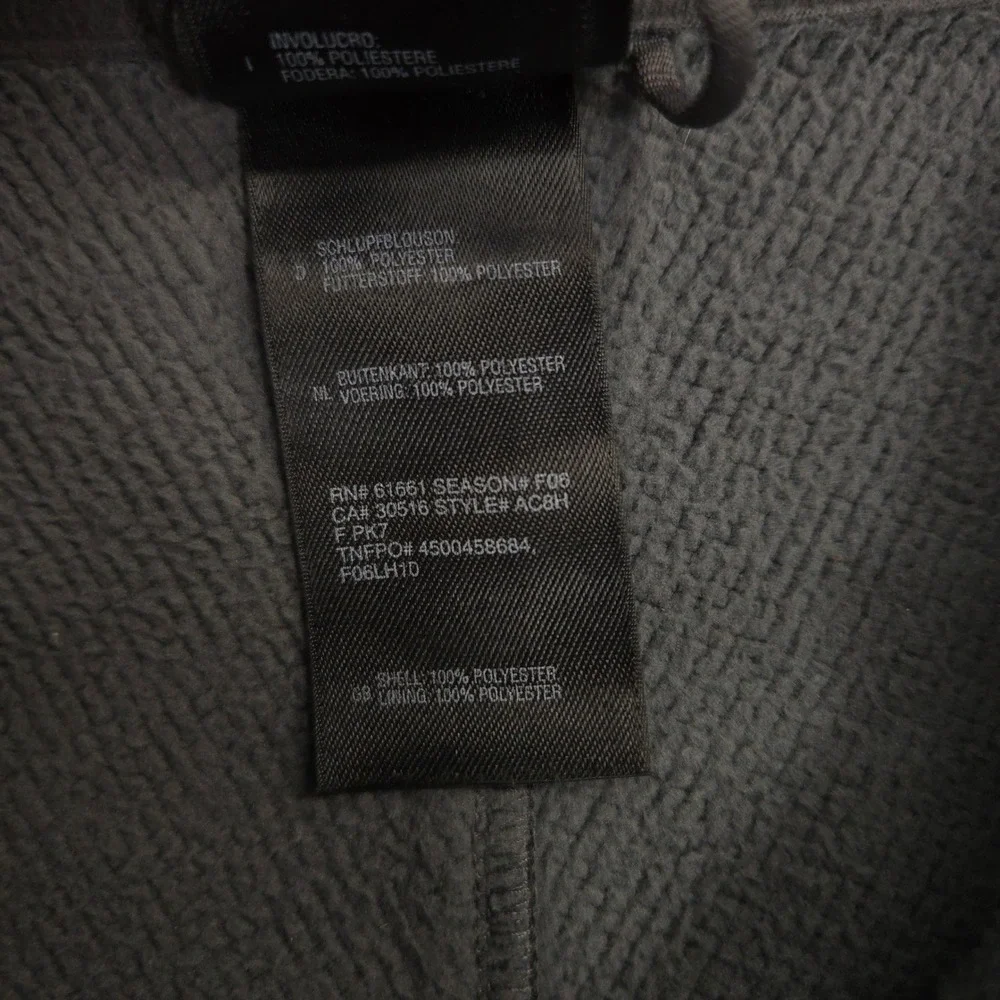 INVOLUCRO:
I 100% POLIESTERE
FODERA: 100% POLIESTERE
SCHLUPFBLOUSON
D 100% POLYESTER
FUTTERSTOFF 100% POLYESTER
BUITENKANT: 100% POLYESTER
NL VOERING: 100% POLYESTER
RN# 61661 SEASON# F06
CA# 30516 STYLE# AC8H
F PK7
TNFPO# 4500458684,
F06LH1D
SHELL: 100% POLYESTER
GB LINING: 100% POLYESTER